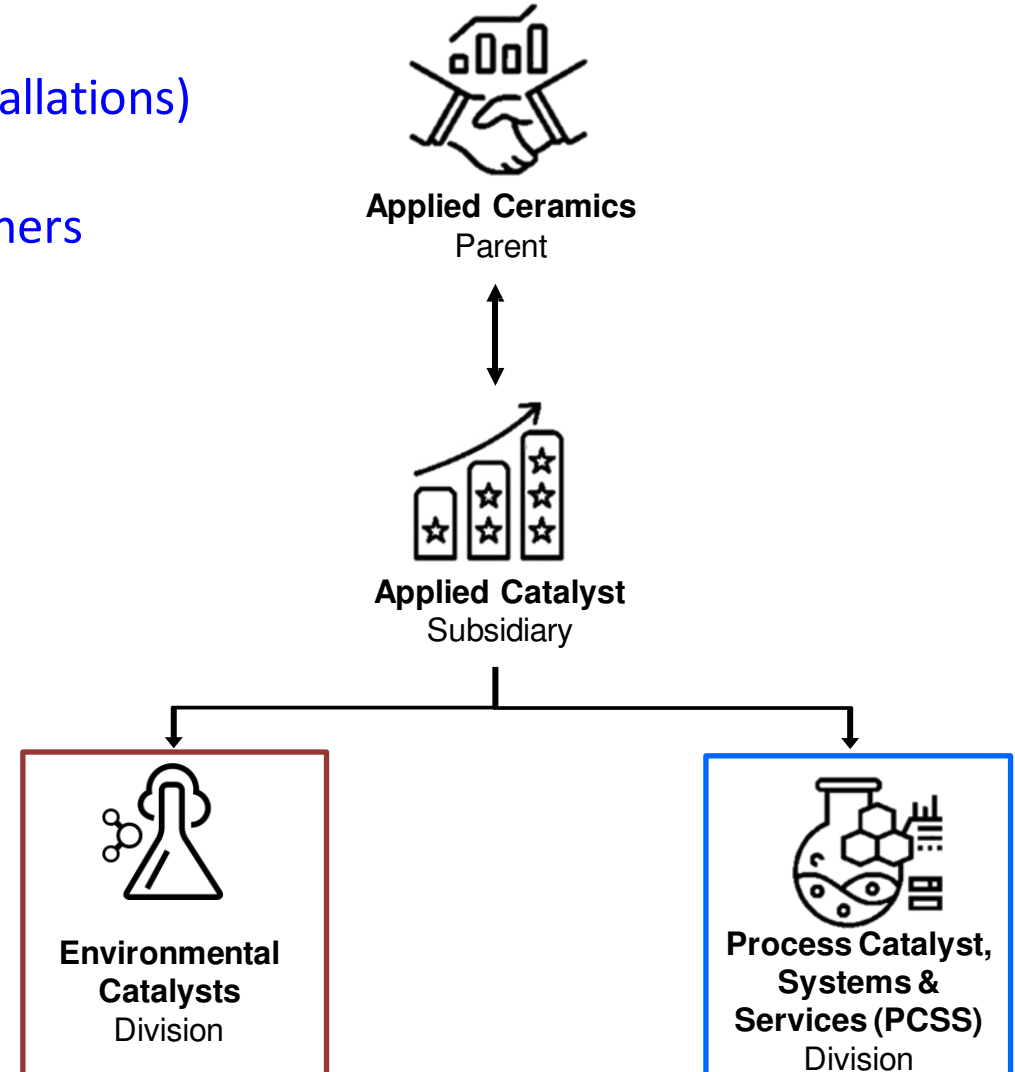 allations)
ners
Applied Ceramics
Parent
Applied Catalyst
Subsidiary
Environmental
Catalysts
Division
Process Catalyst,
Systems &
Services (PCSS)
Division